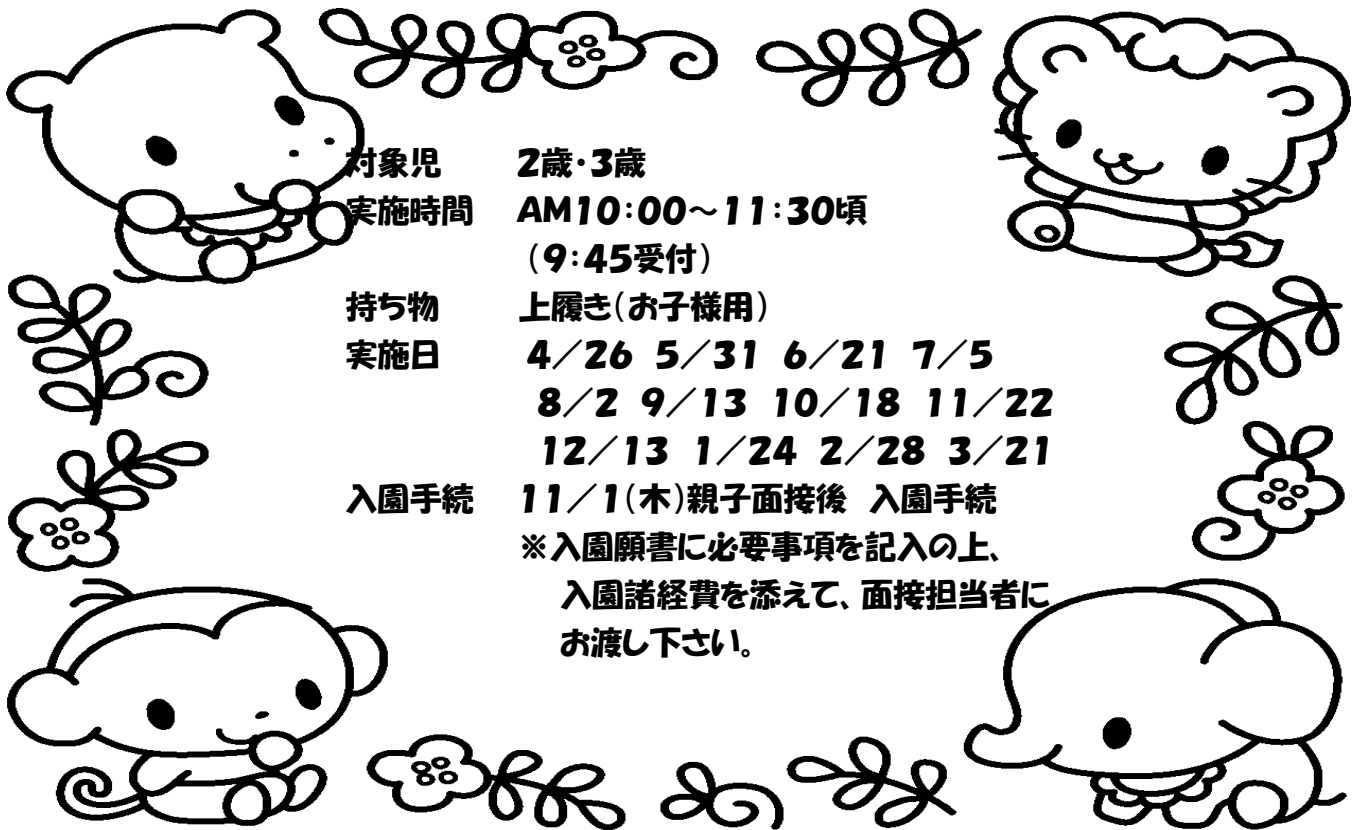 対象児 2歳・3歳
実施時間 AM10:00～11:30頃
(9:45受付)
持ち物 上履き(お子様用)
実施日 4／26 5／31 6／21 7／5
8／2 9／13 10／18 11／22
12／13 1／24 2／28 3／21
入園手続 11／1(木)親子面接後 入園手続
※入園願書に必要事項を記入の上、
入園諸経費を添えて、面接担当者に
お渡し下さい。